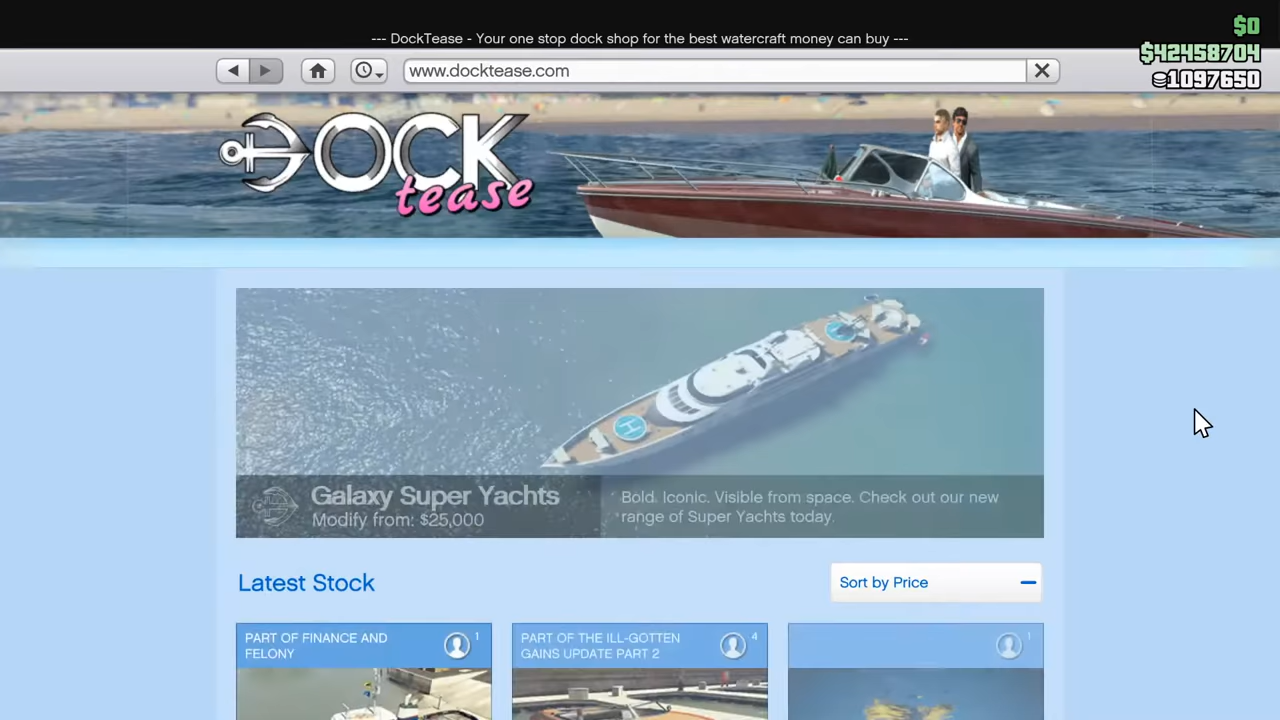 --- DockTease - Your one stop dock shop for the best watercraft money can buy ---
$0
$42458704
1097650
www.docktease.com
DOCK
tease
H
Galaxy Super Yachts
Modify from: $25,000
Bold. Iconic. Visible from space. Check out our new
range of Super Yachts today.
Latest Stock
Sort by Price
PART OF FINANCE AND
FELONY
1
PART OF THE ILL-GOTTEN
GAINS UPDATE PART 2
4
1